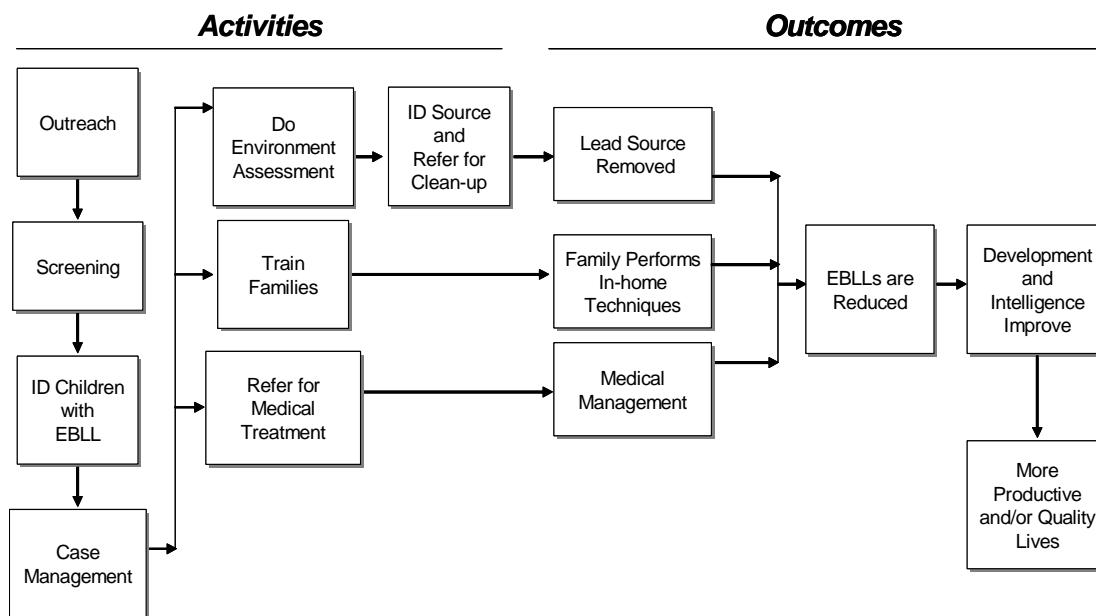 Activities
Outcomes
Outreach
Screening
ID Children
with
EBLL
Case
Management
Do
Environment
Assessment
ID Source
and
Refer for
Clean-up
Train
Families
Refer for
Medical
Treatment
Lead Source
Removed
Family Performs
In-home
Techniques
Medical
Management
EBLLs are
Reduced
Development
and
Intelligence
Improve
More
Productive
and/or Quality
Lives